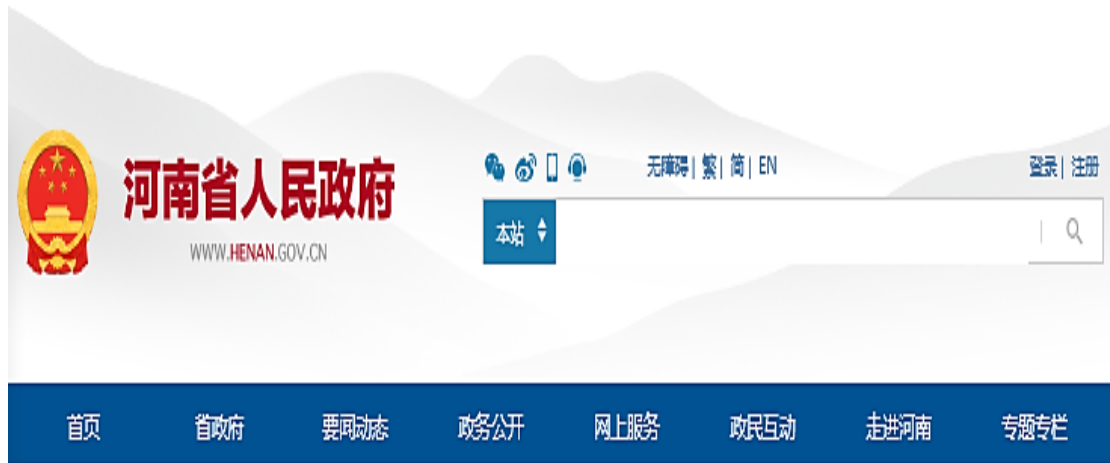 无障碍| 繁| 简| EN
登录| 注册
河南省人民政府
WWW.HENAN.GOV.CN
本站
首页 省政府 要闻动态 政务公开 网上服务 政民互动 走进河南 专题专栏